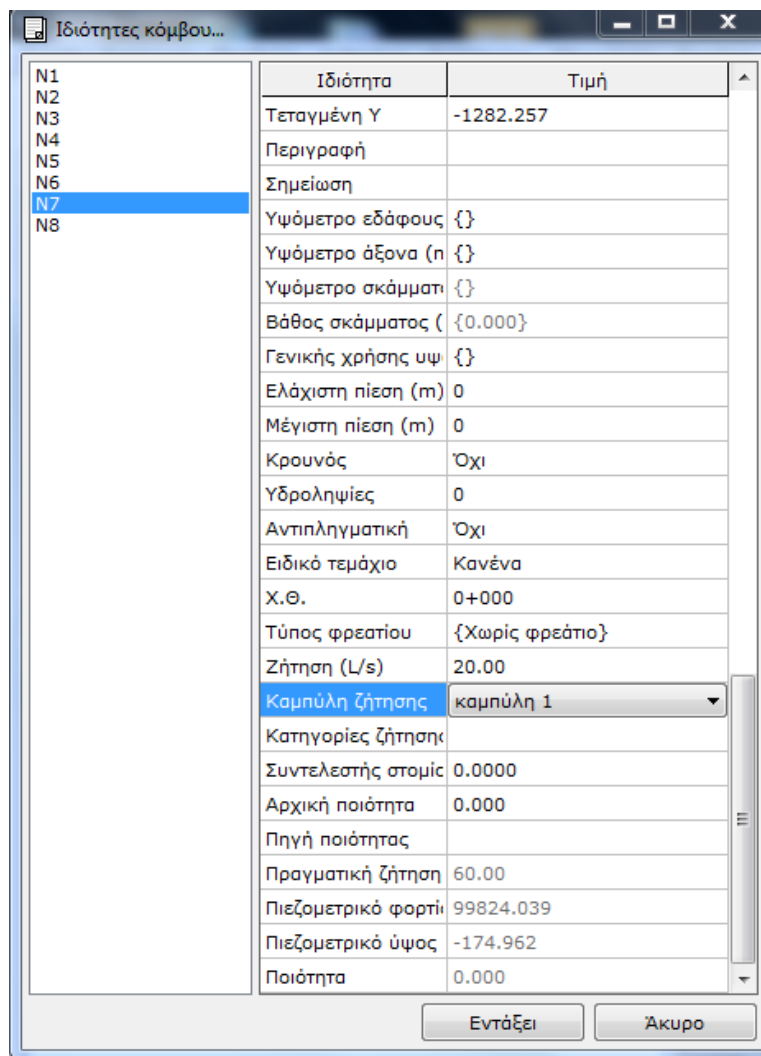 Ιδιότητες κόμβου...
N1
N2
N3
N4
N5
N6
N7
N8
Ιδιότητα Τιμή
Τεταγμένη Y -1282.257
Περιγραφή
Σημείωση
Υψόμετρο εδάφους {}
Υψόμετρο άξονα (π {}
Υψόμετρο σκάμματ {}
Βάθος σκάμματος ( {0.000}
Γενικής χρήσης υψ {}
Ελάχιστη πίεση (m) 0
Μέγιστη πίεση (m) 0
Κρουνός Όχι
Υδροληψίες 0
Αντιπληγματική Όχι
Ειδικό τεμάχιο Κανένα
Χ.Θ. 0+000
Τύπος φρεατίου {Χωρίς φρεάτιο}
Ζήτηση (L/s) 20.00
Καμπύλη ζήτησης καμπύλη 1
Κατηγορίες ζήτησης
Συντελεστής στομίο 0.0000
Αρχική ποιότητα 0.000
Πηγή ποιότητας
Πραγματική ζήτηση 60.00
Πιεζομετρικό φορτί 99824.039
Πιεζομετρικό ύψος -174.962
Ποιότητα 0.000
Εντάξει Άκυρο